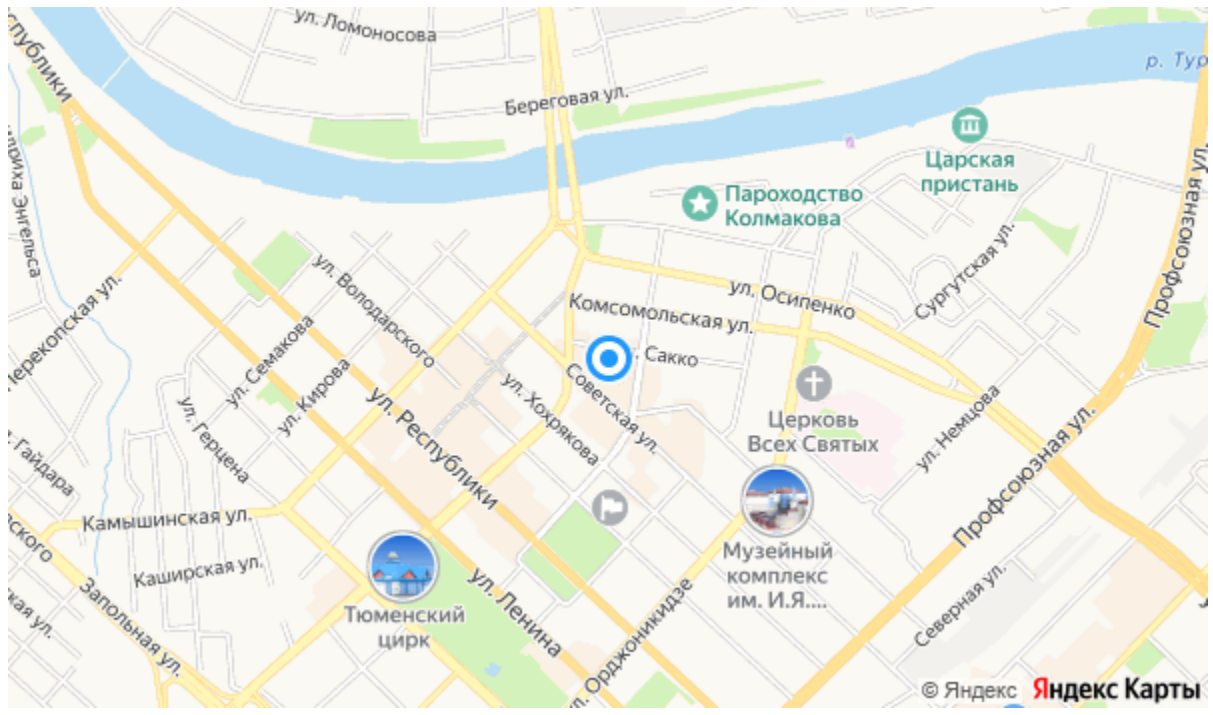 ул. Ломоносова
спублики
р. Тур
Береговая ул.
Царская
пристань
Пароходство
Колмакова
Профсоюзная ул.
Энгельса
Сургутская ул.
ул. Володарского
Перекопская ул.
ул. Осипенко
Комсомольская ул.
ул. Семакова
. Сакко
ул. Кирова
Советская ул.
ул. Хохрякова
ул. Республики
ул. Герцена
Церковь
Всех Святых
ул. Немцова
. Гайдара
Камышинская ул.
Профсоюзная ул.
Каширская ул.
Музейный
комплекс
им. И.Я....
Запольная ул.
Тюменский
цирк
ул. Ленина
Северная ул.
ул. Орджоникидзе
© Яндекс Яндекс Карты